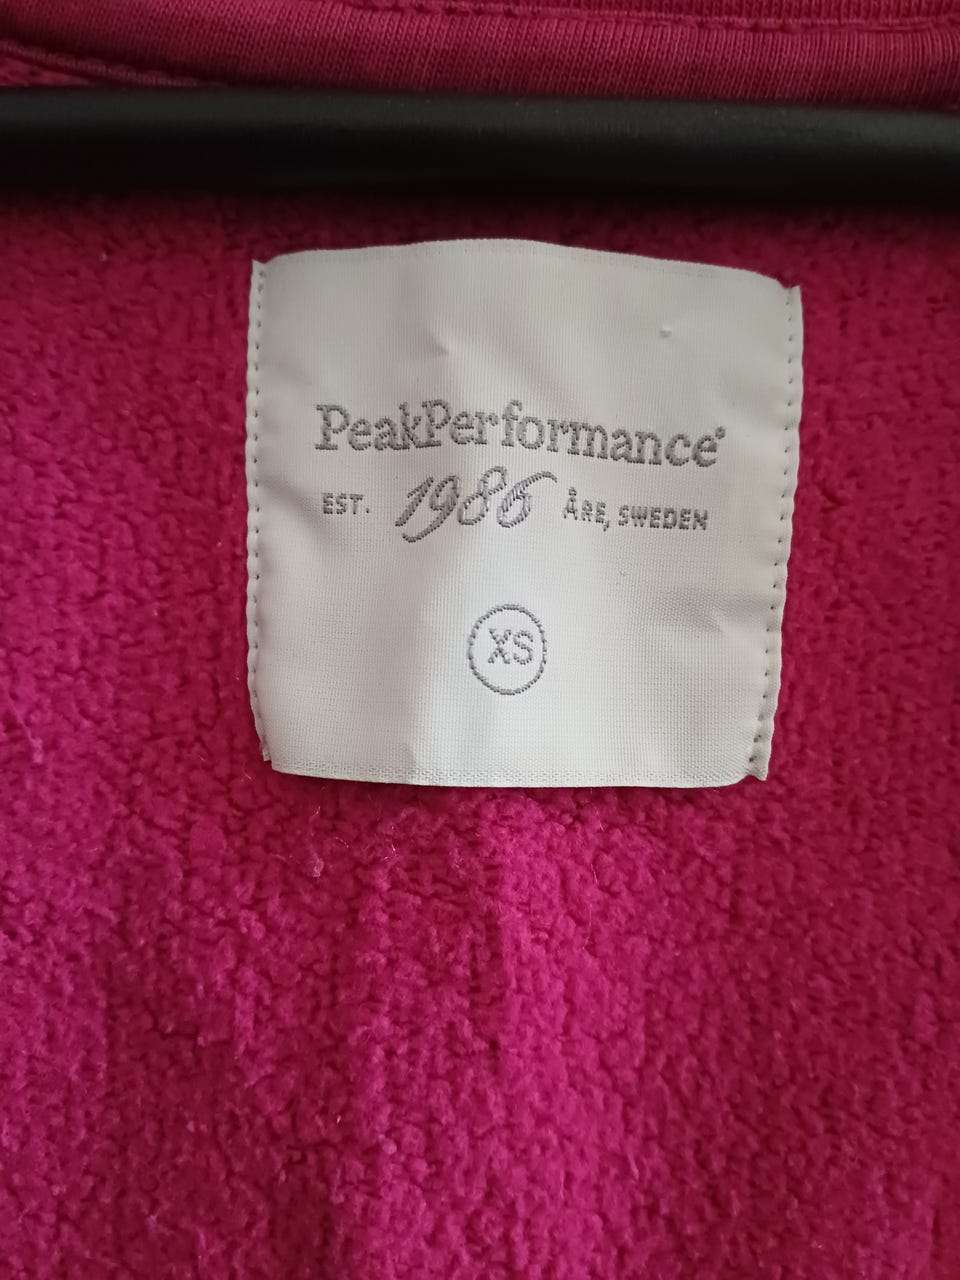 PeakPerformance®
EST. 1986 ÅRE, SWEDEN
XS